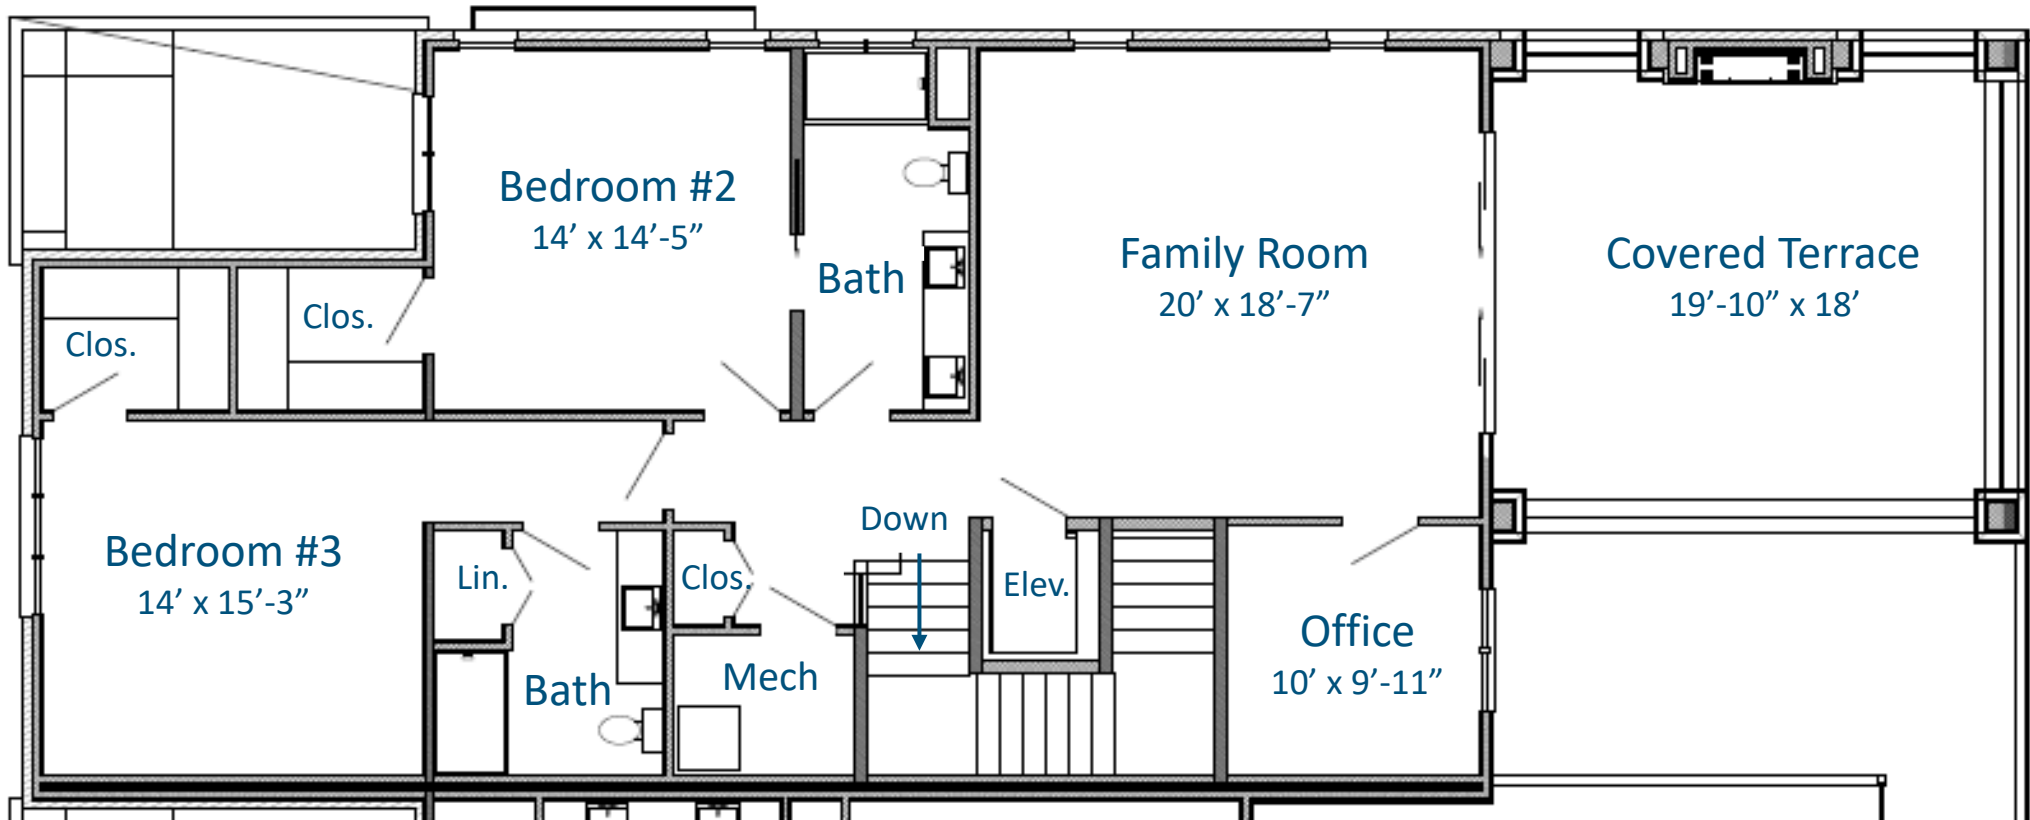 Bedroom #2
14’ x 14’-5”
Bath
Family Room
20’ x 18’-7”
Covered Terrace
19’-10” x 18’
Clos.
Clos.
Down
Bedroom #3
14’ x 15’-3”
Lin.
Clos.
Elev.
Office
10’ x 9’-11”
Bath
Mech